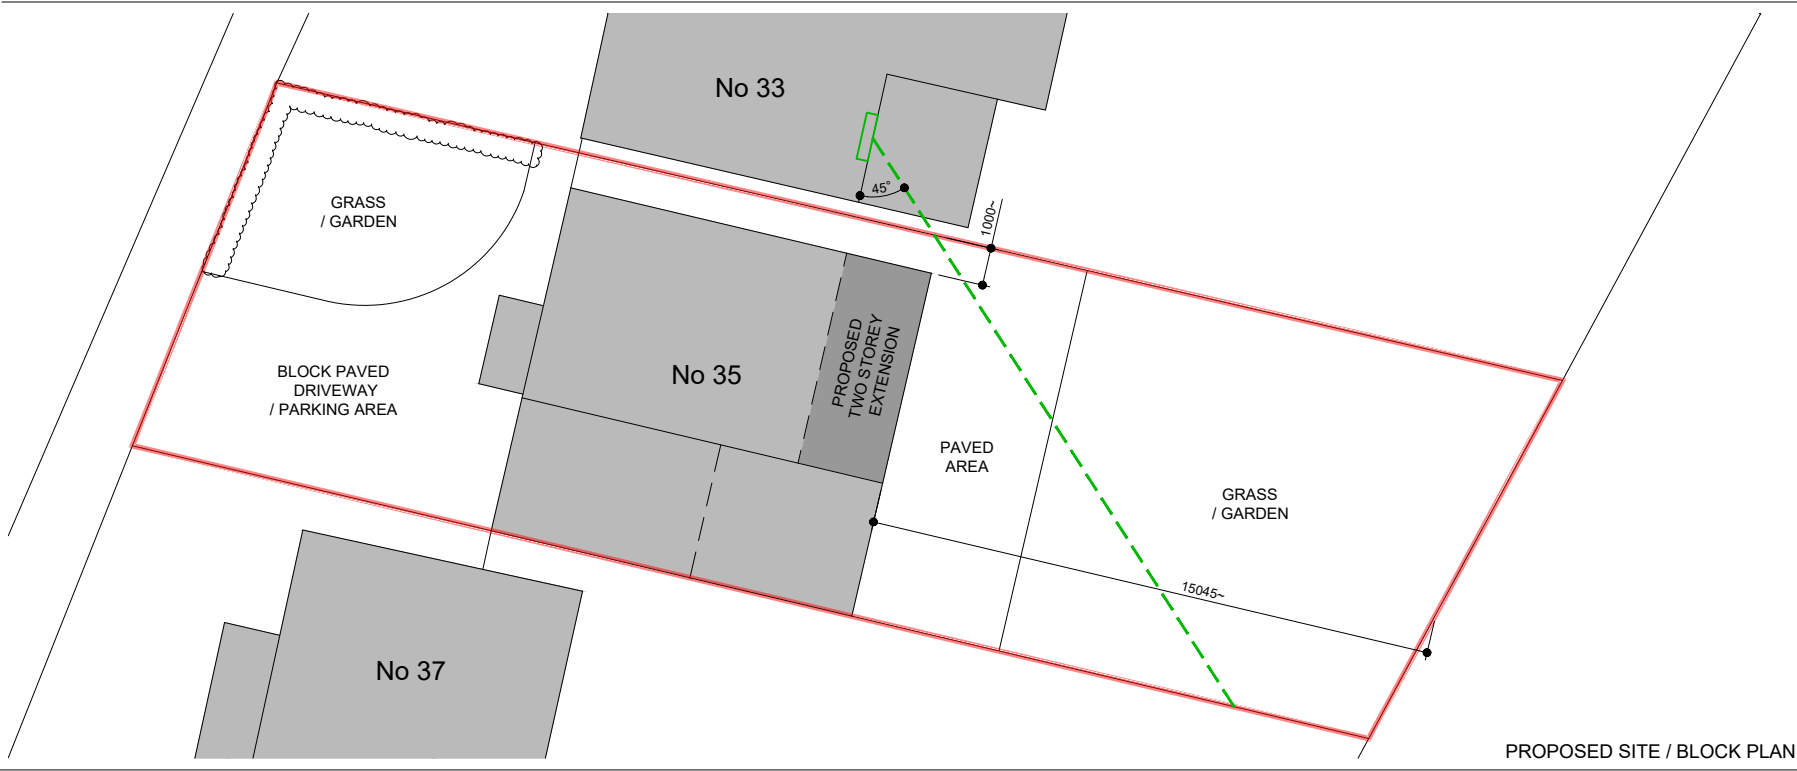 No 33
45°
1000~
GRASS
/ GARDEN
BLOCK PAVED
DRIVEWAY
/ PARKING AREA
No 35
PROPOSED
TWO STOREY
EXTENSION
PAVED
AREA
GRASS
/ GARDEN
15045~
No 37
PROPOSED SITE / BLOCK PLAN